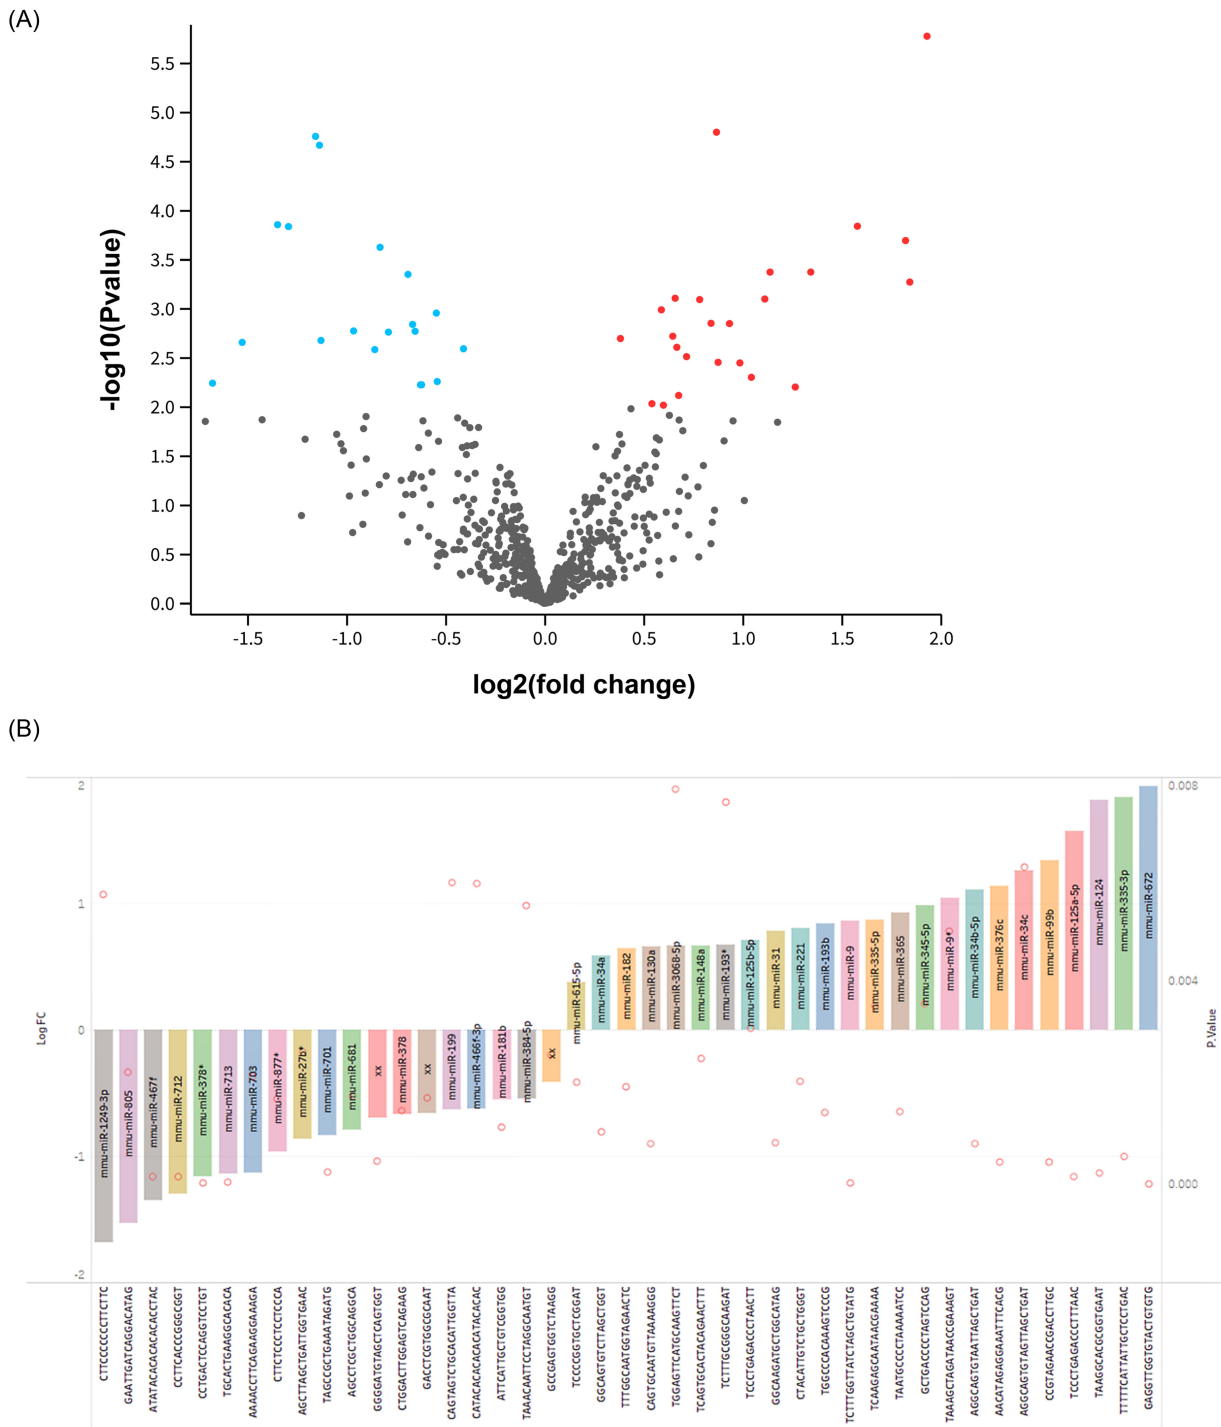 (A)
5.5
5.0
4.5
4.0
3.5
3.0
2.5
2.0
1.5
1.0
0.5
0.0
-log10(Pvalue)
-1.5 -1.0 -0.5 0.0 0.5 1.0 1.5 2.0
log2(fold change)
(B)
2
1
0
-1
-2
Log FC
0.008
0.004
0.000
P.Value
mmu-miR-1249-3p
mmu-miR-805
mmu-miR-467f
mmu-miR-712
mmu-miR-378*
mmu-miR-713
mmu-miR-703
mmu-miR-877*
mmu-miR-27b*
mmu-miR-701
mmu-miR-681
xx
mmu-miR-378
xx
mmu-miR-199
mmu-miR-466f-3p
mmu-miR-181b
mmu-miR-384-5p
xx
mmu-miR-615-5p
mmu-miR-34a
mmu-miR-182
mmu-miR-130a
mmu-miR-3068-5p
mmu-miR-148a
mmu-miR-193*
mmu-miR-125b-5p
mmu-miR-31
mmu-miR-221
mmu-miR-193b
mmu-miR-9
mmu-miR-335-5p
mmu-miR-365
mmu-miR-345-5p
mmu-miR-9*
mmu-miR-34b-5p
mmu-miR-376c
mmu-miR-34c
mmu-miR-99b
mmu-miR-125a-5p
mmu-miR-124
mmu-miR-335-3p
mmu-miR-672
CTTCCCCCCTTCTTC
GAATTGATCAGGACATAG
ATATACACACACACCTAC
CCTTCACCCGGCGGT
CCTGACTCCAGGTCCTGT
TGCACTGAAGGCACACA
AAAACCTTCAGAAGGAAAGA
CTTCTCCCTCCTCCCA
AGCTTAGCTGATTGGTGAAC
TAGCCGCTGAAATAGATG
AGCCTCGCTGGCAGGCA
GGGGATGTAGCTCAGTGGT
CTGGACTTGGAGTCAGAAG
GACCTCGTGGCGCAAT
CAGTAGTCTGCACATTGGTTA
CATACACACACATACACAC
ATTCATTGCTGTCGGTGG
TAAACAATTCCTAGGCAATGT
GCCGAGTGGTCTAAGG
TCCCCGGTGCTCGGAT
GGCAGTGTCTTAGCTGGT
TTTGGCAATGGTAGAACTC
CAGTGCAATGTTAAAAGGG
TGGAGTTCATGCAAGTTCT
TCAGTGCACTACAGAACTTT
TCTTTGCGGGCAAGAT
TCCCTGAGACCCTAACTT
GGCAAGATGCTGGCATAG
CTACATTGTCTGCTGGGT
TGGCCCACAAAGTCCCG
TCTTTGGTTATCTAGCTGTATG
TCAAGAGCAATAACGAAAAA
TAATGCCCCTAAAAATCC
GCTGACCCCTAGTCCAG
TAAAGCTAGATAACCGAAAGT
AGGCAGTGTAATTAGCTGAT
AACATAGAGGAAATTTCACG
AGGCAGTGTAGTTAGCTGAT
CCGTAGAACCGACCTTGC
TCCCTGAGACCCTTTAAC
TAAGGCACGCGGTGAAT
TTTTTCATTATTGCTCCTGAC
GAGGTTGGTGTACTGTGTG